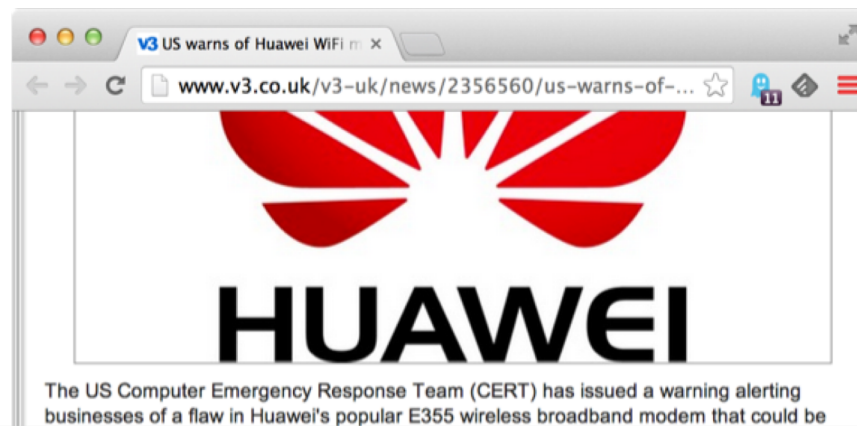 V3 US warns of Huawei WiFi m
www.v3.co.uk/v3-uk/news/2356560/us-warns-of-...
11
HUAWEI
The US Computer Emergency Response Team (CERT) has issued a warning alerting
businesses of a flaw in Huawei's popular E355 wireless broadband modem that could be